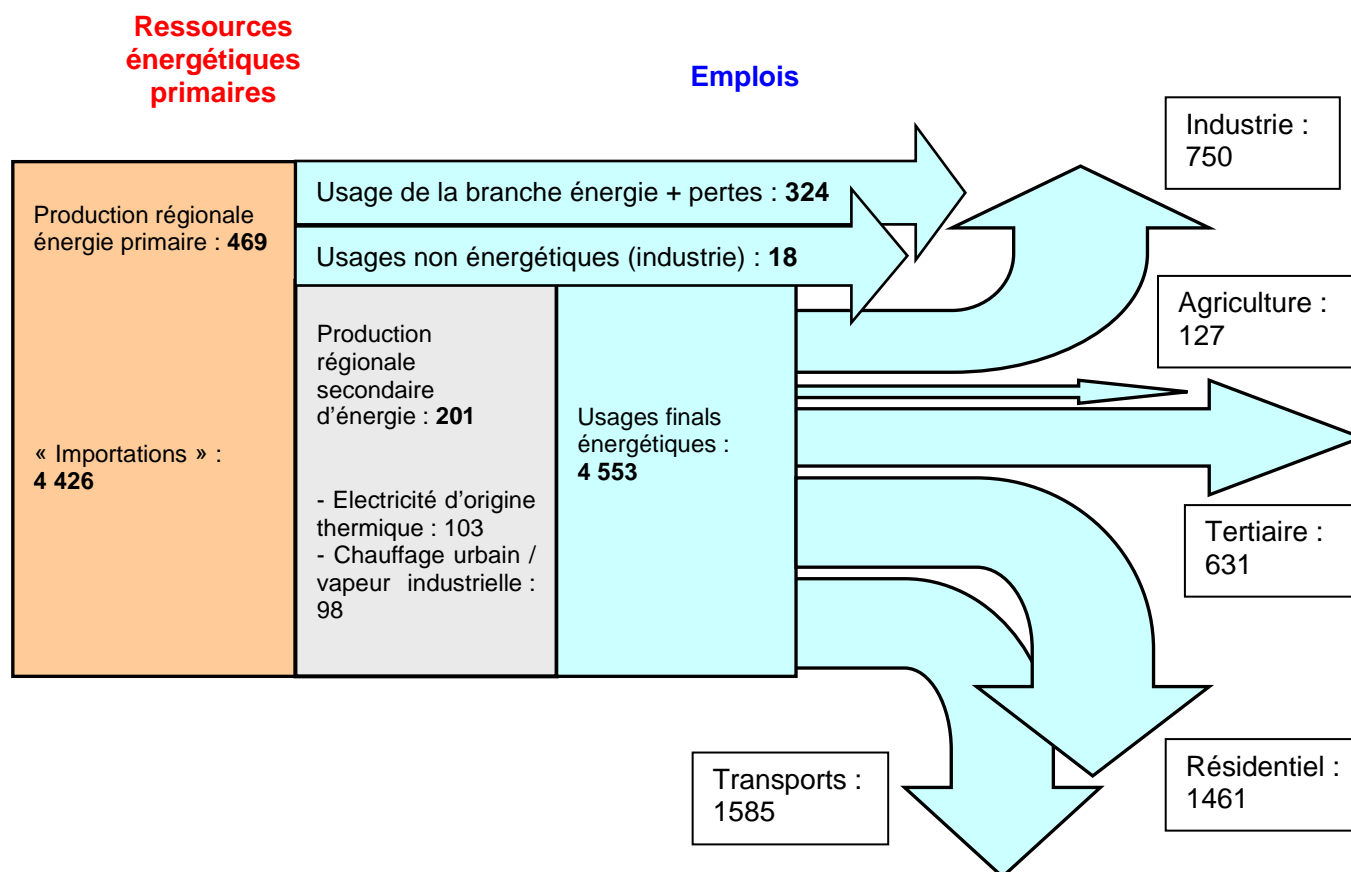 Ressources
énergétiques
primaires
Emplois
Industrie :
750
Usage de la branche énergie + pertes : 324
Production régionale
énergie primaire : 469
Usages non énergétiques (industrie) : 18
Agriculture :
127
Production
régionale
secondaire
d’énergie : 201
Usages finals
énergétiques :
4 553
« Importations » :
4 426
- Electricité d’origine
thermique : 103
- Chauffage urbain /
vapeur industrielle :
98
Tertiaire :
631
Transports :
1585
Résidentiel :
1461